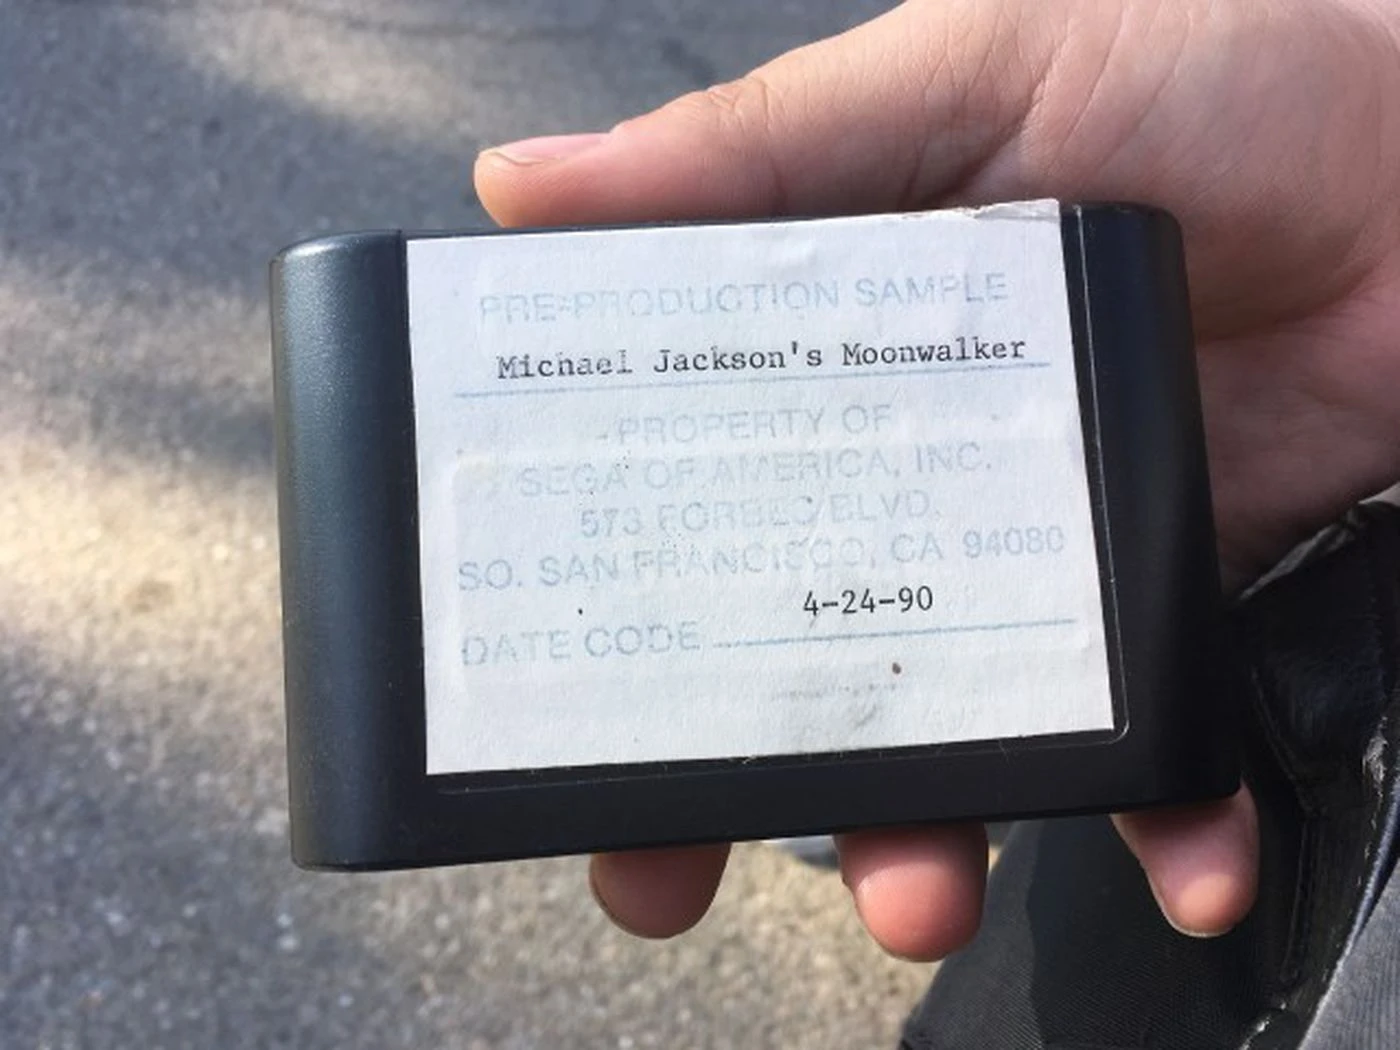 PRE-PRODUCTION SAMPLE
Michael Jackson's Moonwalker
PROPERTY OF
SEGA OF AMERICA, INC.
573 FORBES BLVD.
SO. SAN FRANCISCO, CA 94080
4-24-90
DATE CODE